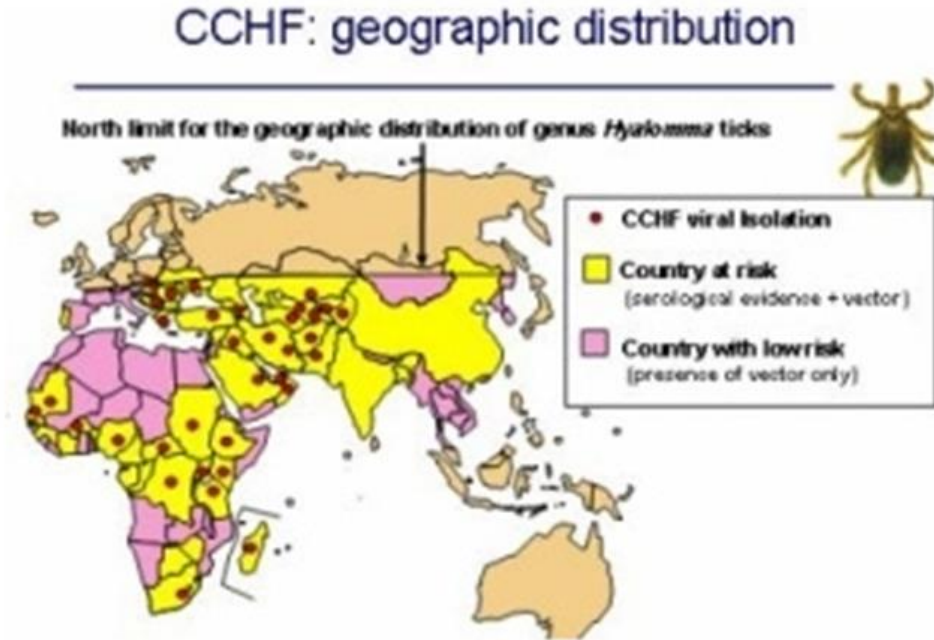 CCHF: geographic distribution
North limit for the geographic distribution of genus Hyalomma ticks
CCHF viral Isolation
Country at risk
(serological evidence + vector)
Country with low risk
(presence of vector only)